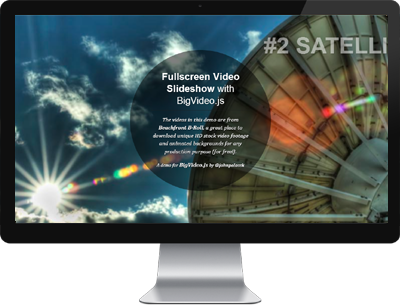 #2 SATELLI
Fullscreen Video
Slideshow with
BigVideo.js
The videos in this demo are from
Beachfront B-Roll, a great place to
download unique HD stock video footage
and animated backgrounds for any
production purpose (for free!).
A demo for BigVideo.js by